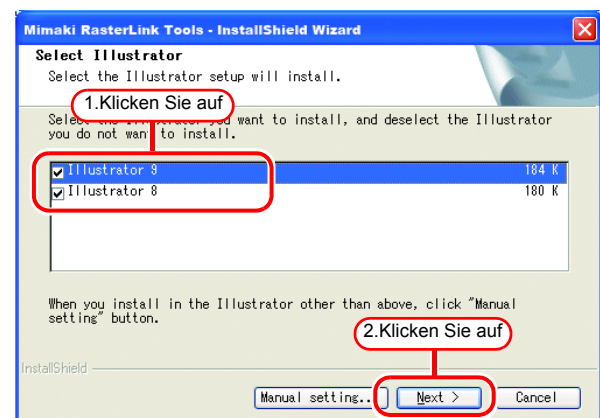 Mimaki RasterLink Tools - InstallShield Wizard
Select Illustrator
Select the Illustrator setup will install.
1.Klicken Sie auf
Select the Illustrator you want to install, and deselect the Illustrator
you do not want to install.
Illustrator 9 184 K
Illustrator 8 180 K
When you install in the Illustrator other than above, click "Manual
setting" button.
2.Klicken Sie auf
InstallShield
Manual setting.. Next > Cancel